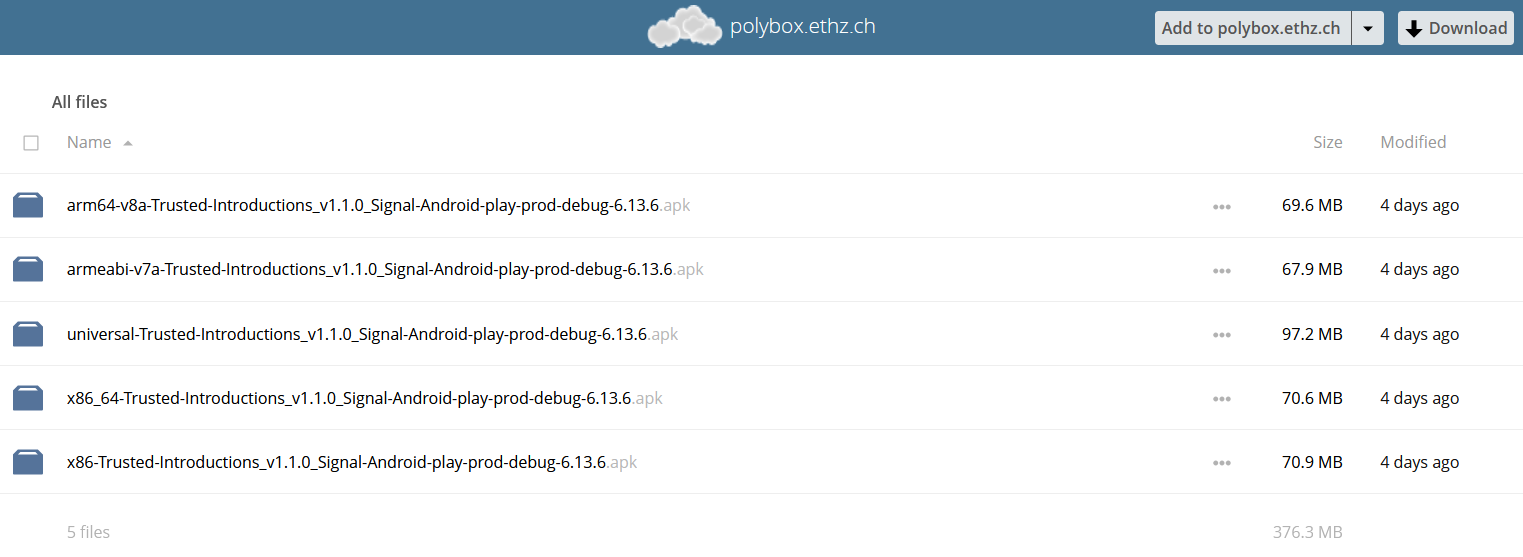 polybox.ethz.ch
Add to polybox.ethz.ch
Download
All files
Name Size Modified
arm64-v8a-Trusted-Introductions_v1.1.0_Signal-Android-play-prod-debug-6.13.6.apk 69.6 MB 4 days ago
armeabi-v7a-Trusted-Introductions_v1.1.0_Signal-Android-play-prod-debug-6.13.6.apk 67.9 MB 4 days ago
universal-Trusted-Introductions_v1.1.0_Signal-Android-play-prod-debug-6.13.6.apk 97.2 MB 4 days ago
x86_64-Trusted-Introductions_v1.1.0_Signal-Android-play-prod-debug-6.13.6.apk 70.6 MB 4 days ago
x86-Trusted-Introductions_v1.1.0_Signal-Android-play-prod-debug-6.13.6.apk 70.9 MB 4 days ago
5 files 376.3 MB